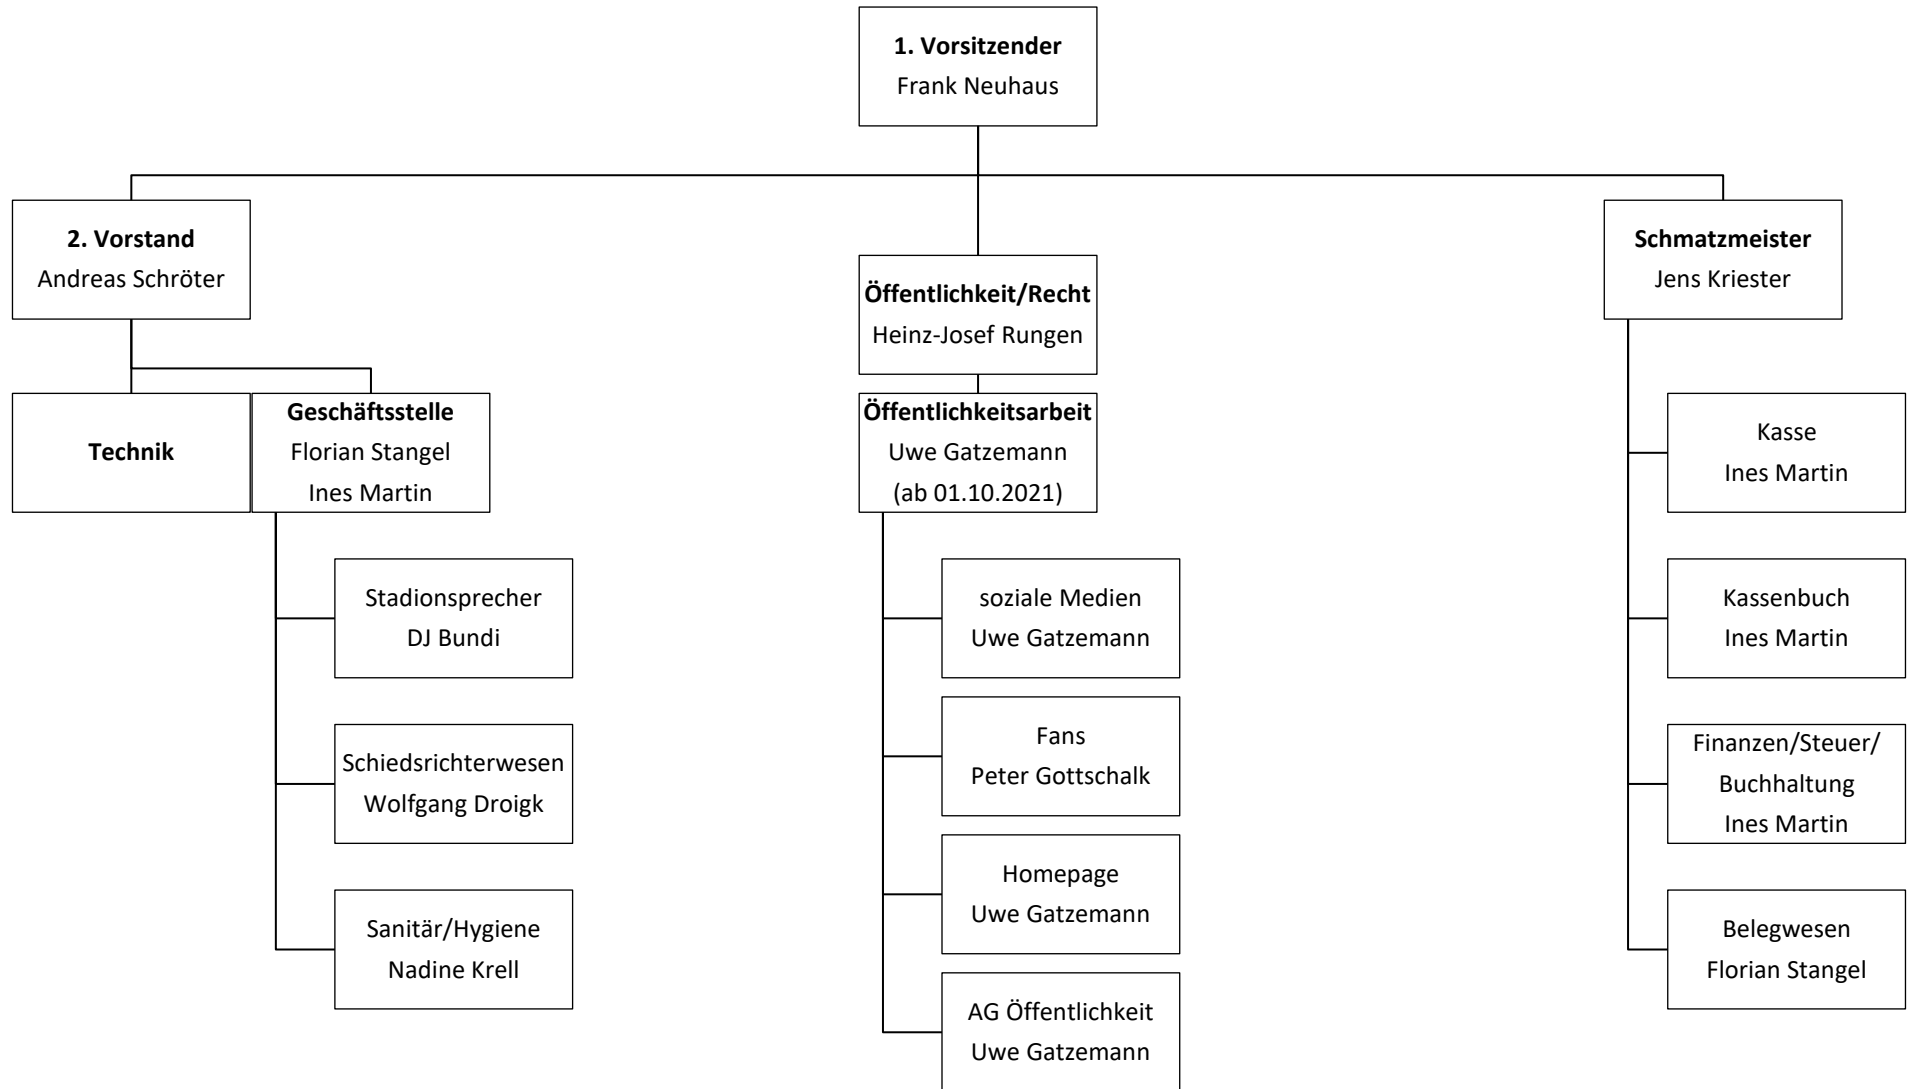 1. Vorsitzender
Frank Neuhaus
2. Vorstand
Andreas Schröter
Öffentlichkeit/Recht
Heinz-Josef Rungen
Schmatzmeister
Jens Kriester
Technik
Geschäftsstelle
Florian Stangel
Ines Martin
Öffentlichkeitsarbeit
Uwe Gatzemann
(ab 01.10.2021)
Kasse
Ines Martin
Stadionsprecher
DJ Bundi
soziale Medien
Uwe Gatzemann
Kassenbuch
Ines Martin
Schiedsrichterwesen
Wolfgang Droigk
Fans
Peter Gottschalk
Finanzen/Steuer/
Buchhaltung
Ines Martin
Homepage
Uwe Gatzemann
Sanitär/Hygiene
Nadine Krell
Belegwesen
Florian Stangel
AG Öffentlichkeit
Uwe Gatzemann